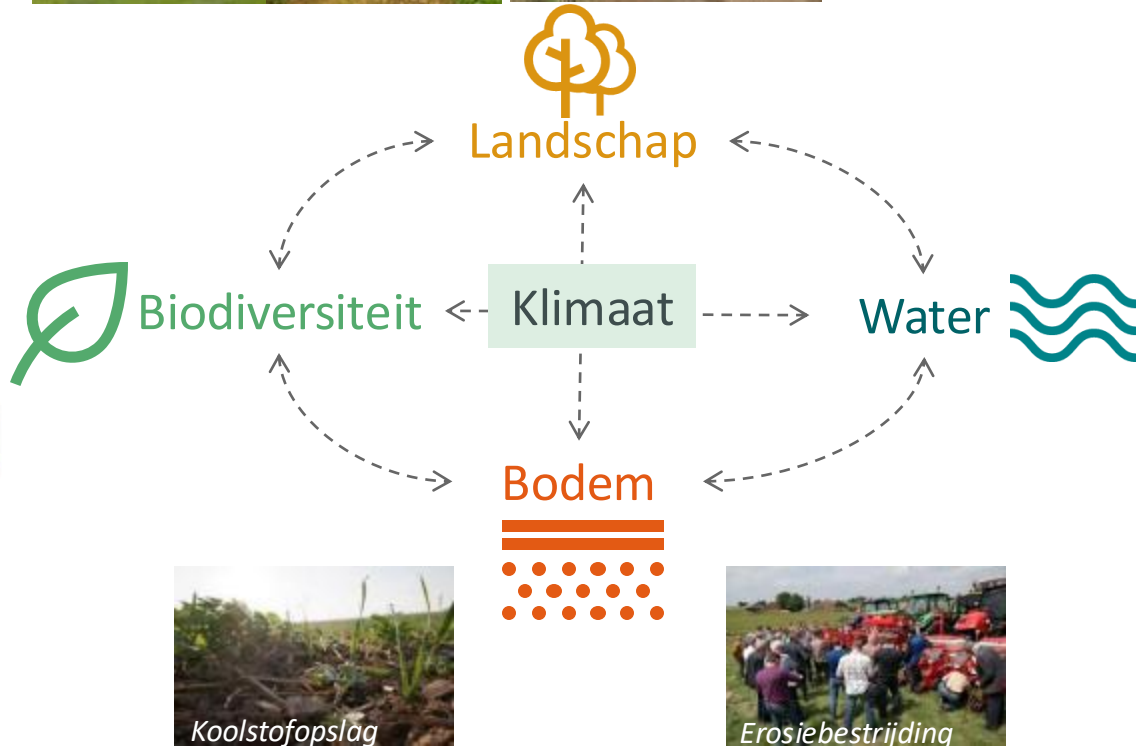 Landschap
Biodiversiteit
Klimaat
Water
Bodem
Koolstofopslag
Erosiebestrijding